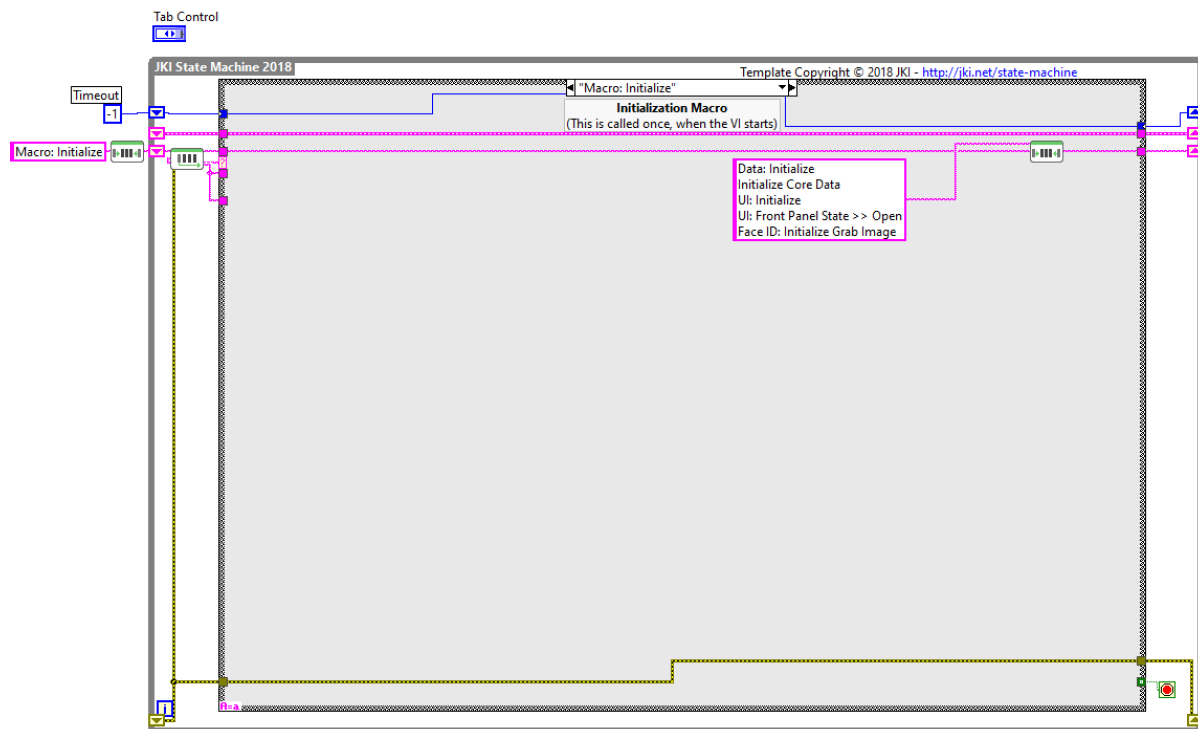 Tab Control
JKI State Machine 2018
Template Copyright © 2018 JKI - http://jki.net/state-machine
"Macro: Initialize"
Timeout
-1
Initialization Macro
(This is called once, when the VI starts)
Macro: Initialize
?
Data: Initialize
Initialize Core Data
UI: Initialize
UI: Front Panel State >> Open
Face ID: Initialize Grab Image
i
A=a